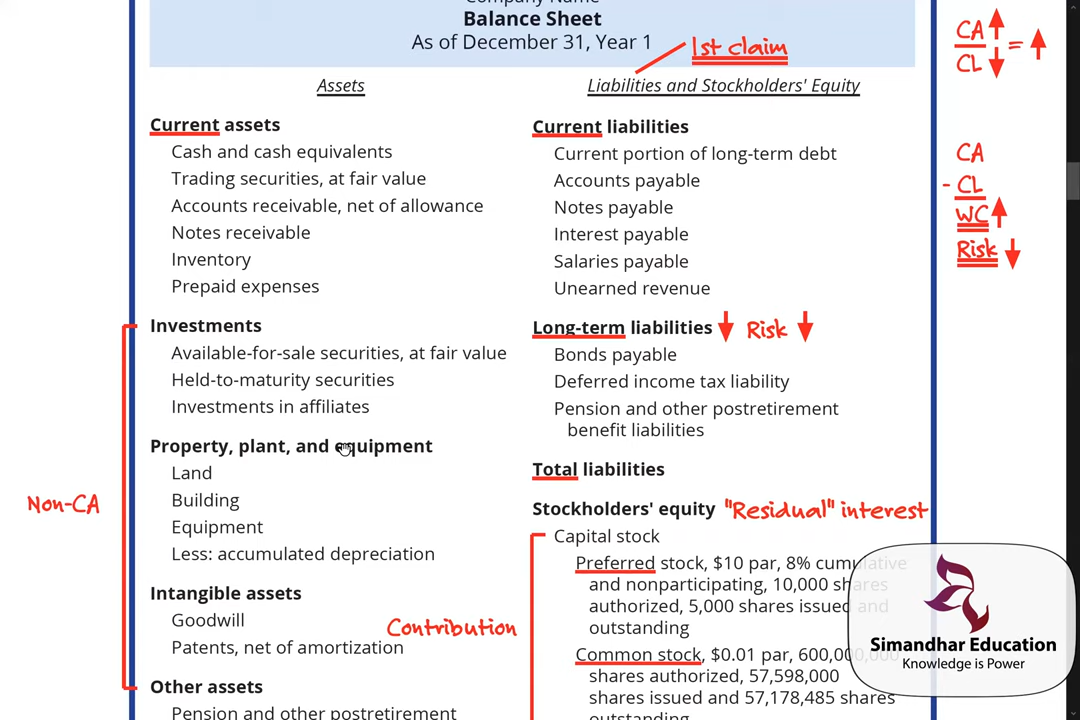 Company Name
Balance Sheet
As of December 31, Year 1
1st claim
Assets
Liabilities and Stockholders' Equity
Current assets
Cash and cash equivalents
Trading securities, at fair value
Accounts receivable, net of allowance
Notes receivable
Inventory
Prepaid expenses
Investments
Available-for-sale securities, at fair value
Held-to-maturity securities
Investments in affiliates
Property, plant, and equipment
Land
Building
Equipment
Less: accumulated depreciation
Non-CA
Intangible assets
Goodwill
Patents, net of amortization
Other assets
Pension and other postretirement
Current liabilities
Current portion of long-term debt
Accounts payable
Notes payable
Interest payable
Salaries payable
Unearned revenue
Long-term liabilities ↓ Risk ↓
Bonds payable
Deferred income tax liability
Pension and other postretirement
benefit liabilities
Total liabilities
Stockholders' equity "Residual" interest
Capital stock
Preferred stock, $10 par, 8% cumulative
and nonparticipating, 10,000 shares
authorized, 5,000 shares issued and
outstanding
Contribution
Common stock, $0.01 par, 600,000,000
shares authorized, 57,598,000
shares issued and 57,178,485 shares
outstanding
CA ↑
CL ↓ = ↑
CA
- CL
WC ↑
Risk ↓
Simandhar Education
Knowledge is Power